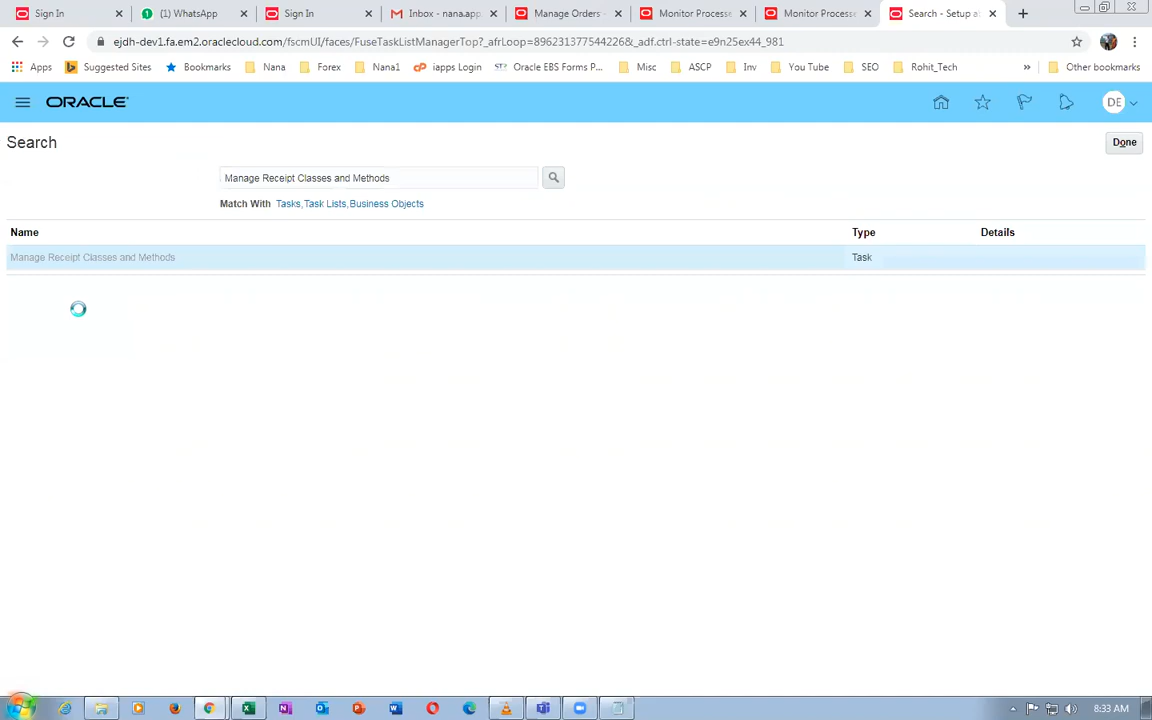 Sign In
(1) WhatsApp
Sign In
Inbox - nana.app
Manage Orders -
Monitor Processe
Monitor Processe
Search - Setup a
ejdh-dev1.fa.em2.oraclecloud.com/fscmUI/faces/FuseTaskListManagerTop?_afrLoop=89623137754422​6&_adf.ctrl-state=e9n25ex44_981
Apps
Suggested Sites
Bookmarks
Nana
Forex
Nana1
iapps Login
Oracle EBS Forms P...
Misc
ASCP
Inv
You Tube
SEO
Rohit_Tech
»
Other bookmarks
ORACLE
DE
Search
Done
Manage Receipt Classes and Methods
Match With Tasks,Task Lists,Business Objects
Name Type Details
Manage Receipt Classes and Methods Task
8:33 AM